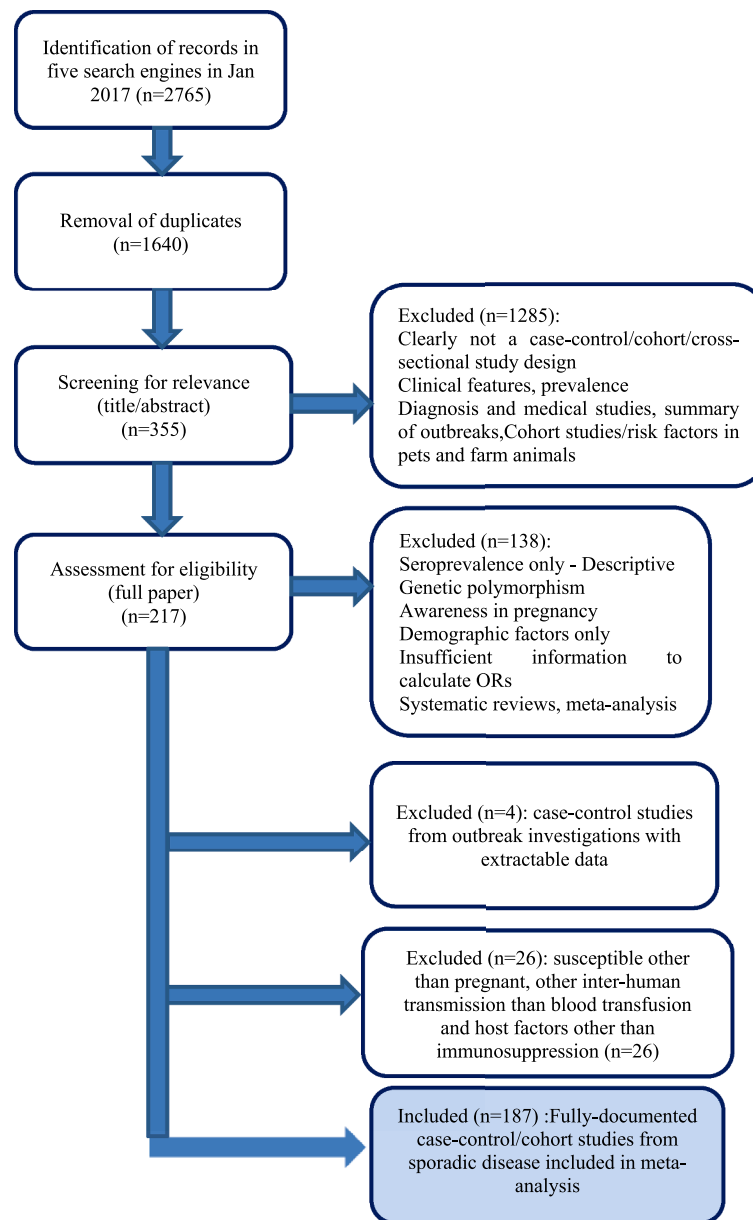 Identification of records in
five search engines in Jan
2017 (n=2765)
Removal of duplicates
(n=1640)
Screening for relevance
(title/abstract)
(n=355)
Excluded (n=1285):
Clearly not a case-control/cohort/cross-
sectional study design
Clinical features, prevalence
Diagnosis and medical studies, summary
of outbreaks,Cohort studies/risk factors in
pets and farm animals
Assessment for eligibility
(full paper)
(n=217)
Excluded (n=138):
Seroprevalence only - Descriptive
Genetic polymorphism
Awareness in pregnancy
Demographic factors only
Insufficient information to
calculate ORs
Systematic reviews, meta-analysis
Excluded (n=4): case-control studies
from outbreak investigations with
extractable data
Excluded (n=26): susceptible other
than pregnant, other inter-human
transmission than blood transfusion
and host factors other than
immunosuppression (n=26)
Included (n=187) :Fully-documented
case-control/cohort studies from
sporadic disease included in meta-
analysis